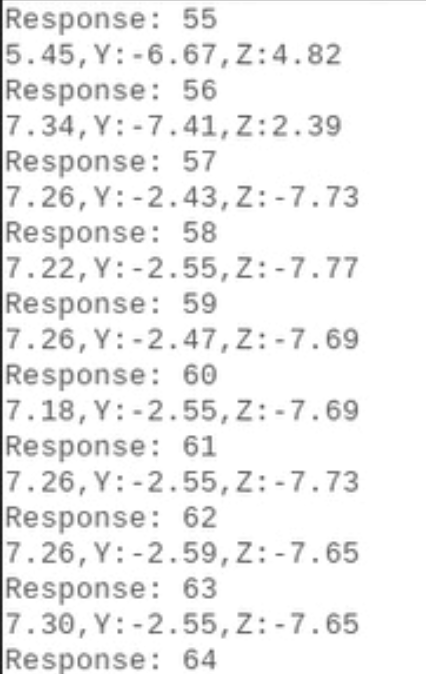 Response: 55
5.45,Y:-6.67,Z:4.82
Response: 56
7.34,Y:-7.41,Z:2.39
Response: 57
7.26,Y:-2.43,Z:-7.73
Response: 58
7.22,Y:-2.55,Z:-7.77
Response: 59
7.26,Y:-2.47,Z:-7.69
Response: 60
7.18,Y:-2.55,Z:-7.69
Response: 61
7.26,Y:-2.55,Z:-7.73
Response: 62
7.26,Y:-2.59,Z:-7.65
Response: 63
7.30,Y:-2.55,Z:-7.65
Response: 64